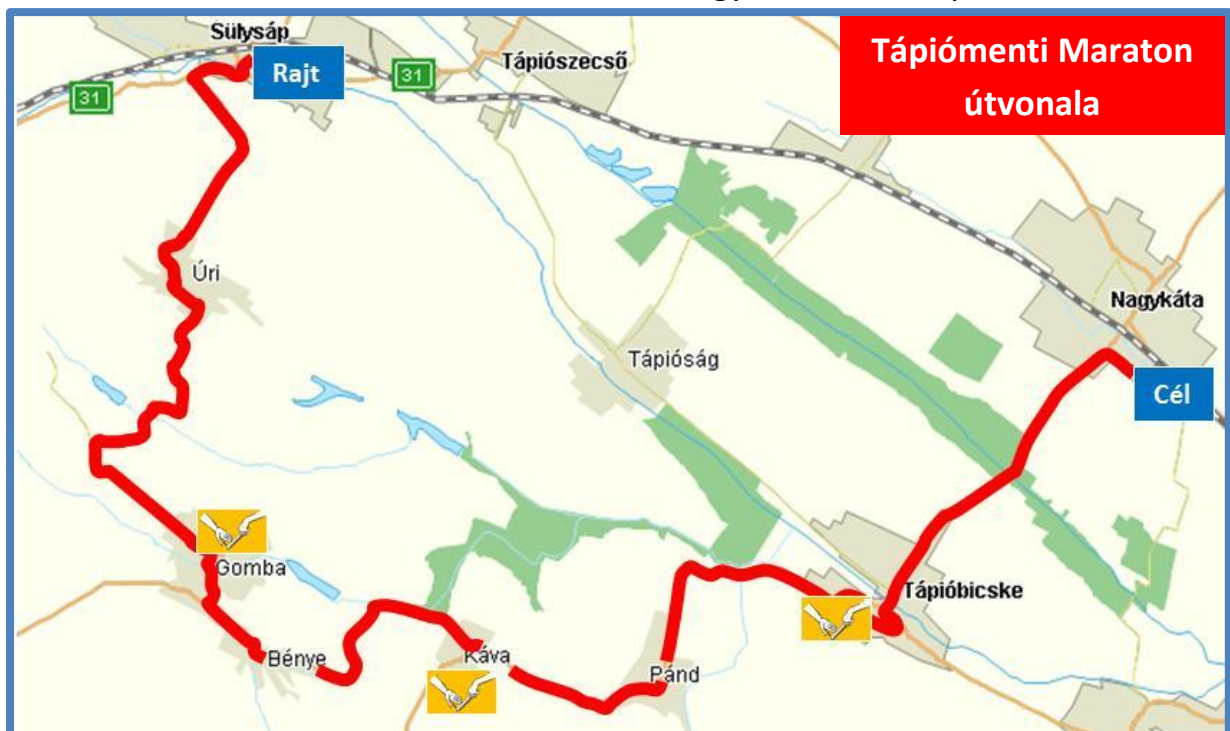 Sülysáp
Rajt
31
31
Tápiószecső
Tápiómenti Maraton
útvonala
Úri
Nagykáta
Tápióság
Cél
Gomba
Tápióbicske
Bénye
Káva
Pánd